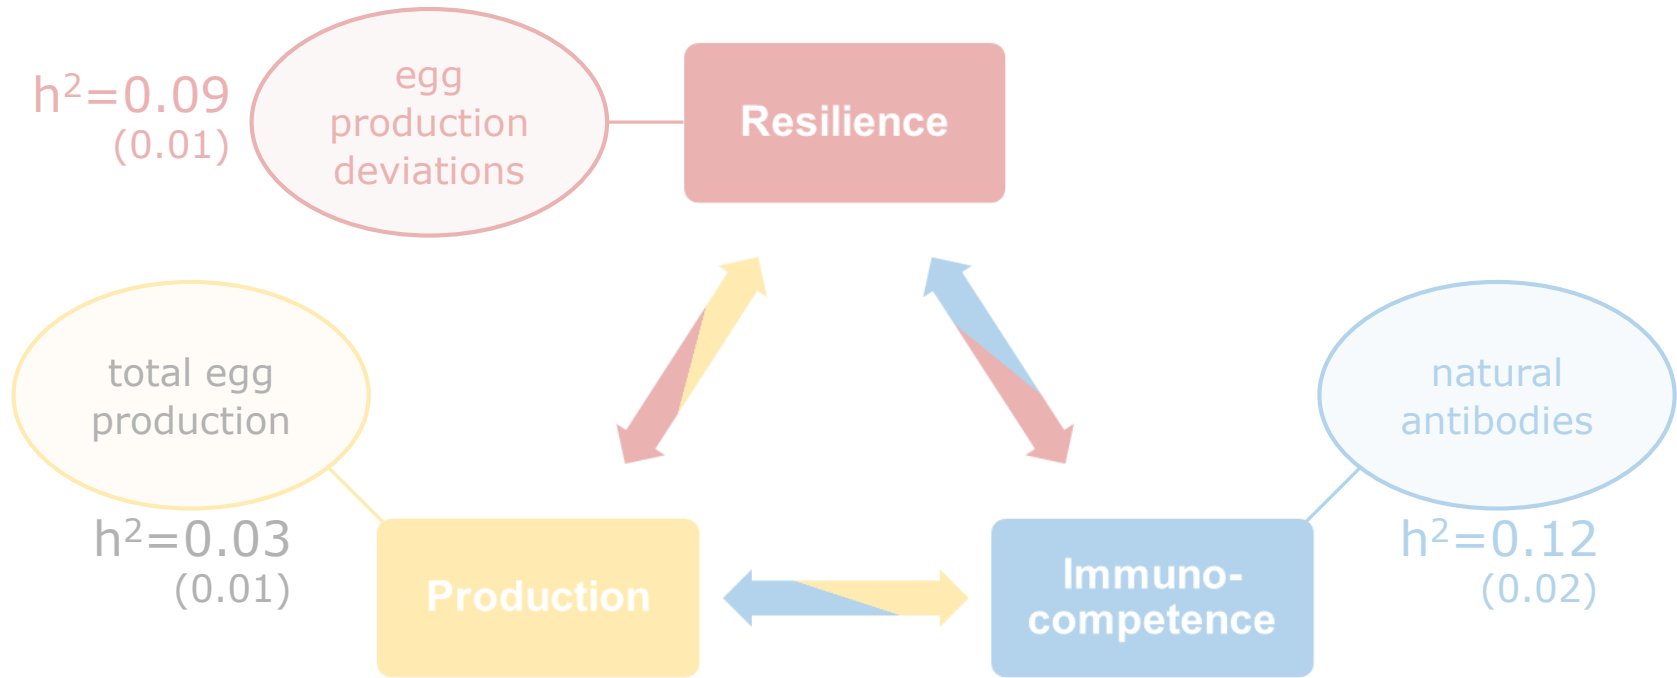 h²=0.09
(0.01)
egg
production
deviations
Resilience
total egg
production
h²=0.03
(0.01)
Production
natural
antibodies
h²=0.12
(0.02)
Immuno-
competence